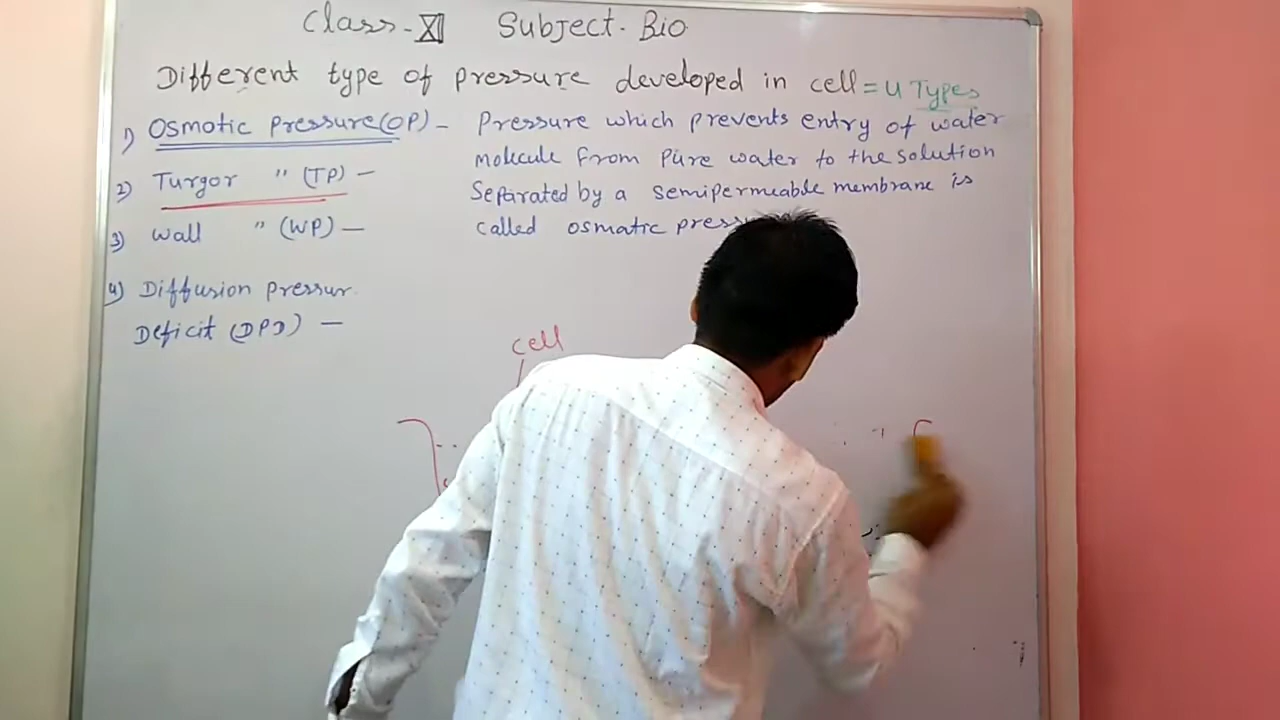 Class - XI Subject. Bio
Different type of pressure developed in cell = 4 Types
1) Osmotic Pressure (OP) - Pressure which prevents entry of water
molecule from Pure water to the solution
Separated by a semipermeable membrane is
called osmotic
2) Turgor " (TP) -
3) Wall " (WP) -
4) Diffusion pressur.
Deficit (DPD) -
cell